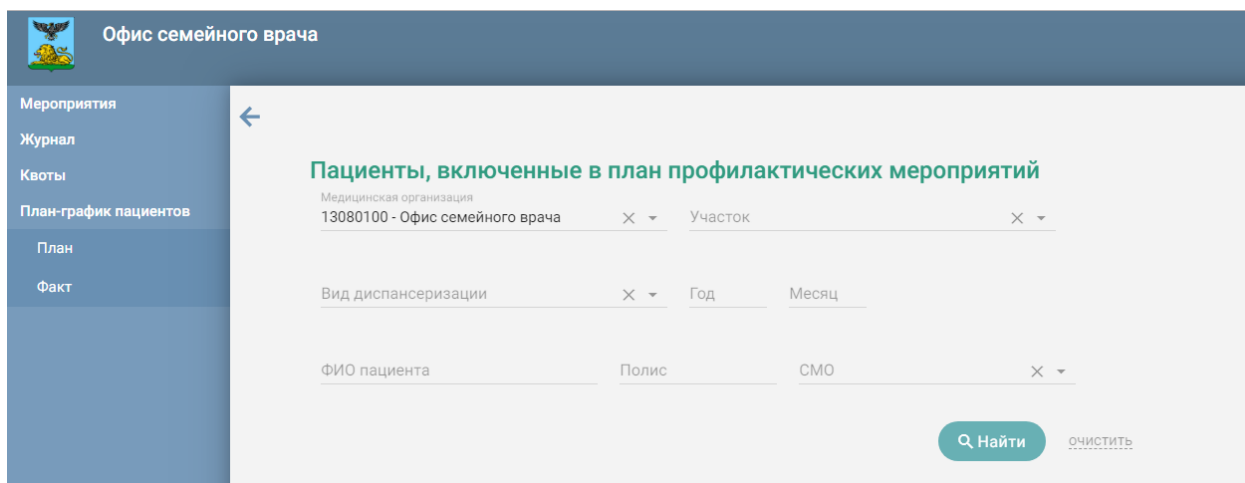 Офис семейного врача
Мероприятия
Журнал
Квоты
План-график пациентов
План
Факт
Пациенты, включенные в план профилактических мероприятий
Медицинская организация
13080100 - Офис семейного врача
Участок
Вид диспансеризации
Год
Месяц
ФИО пациента
Полис
СМО
Найти
очистить